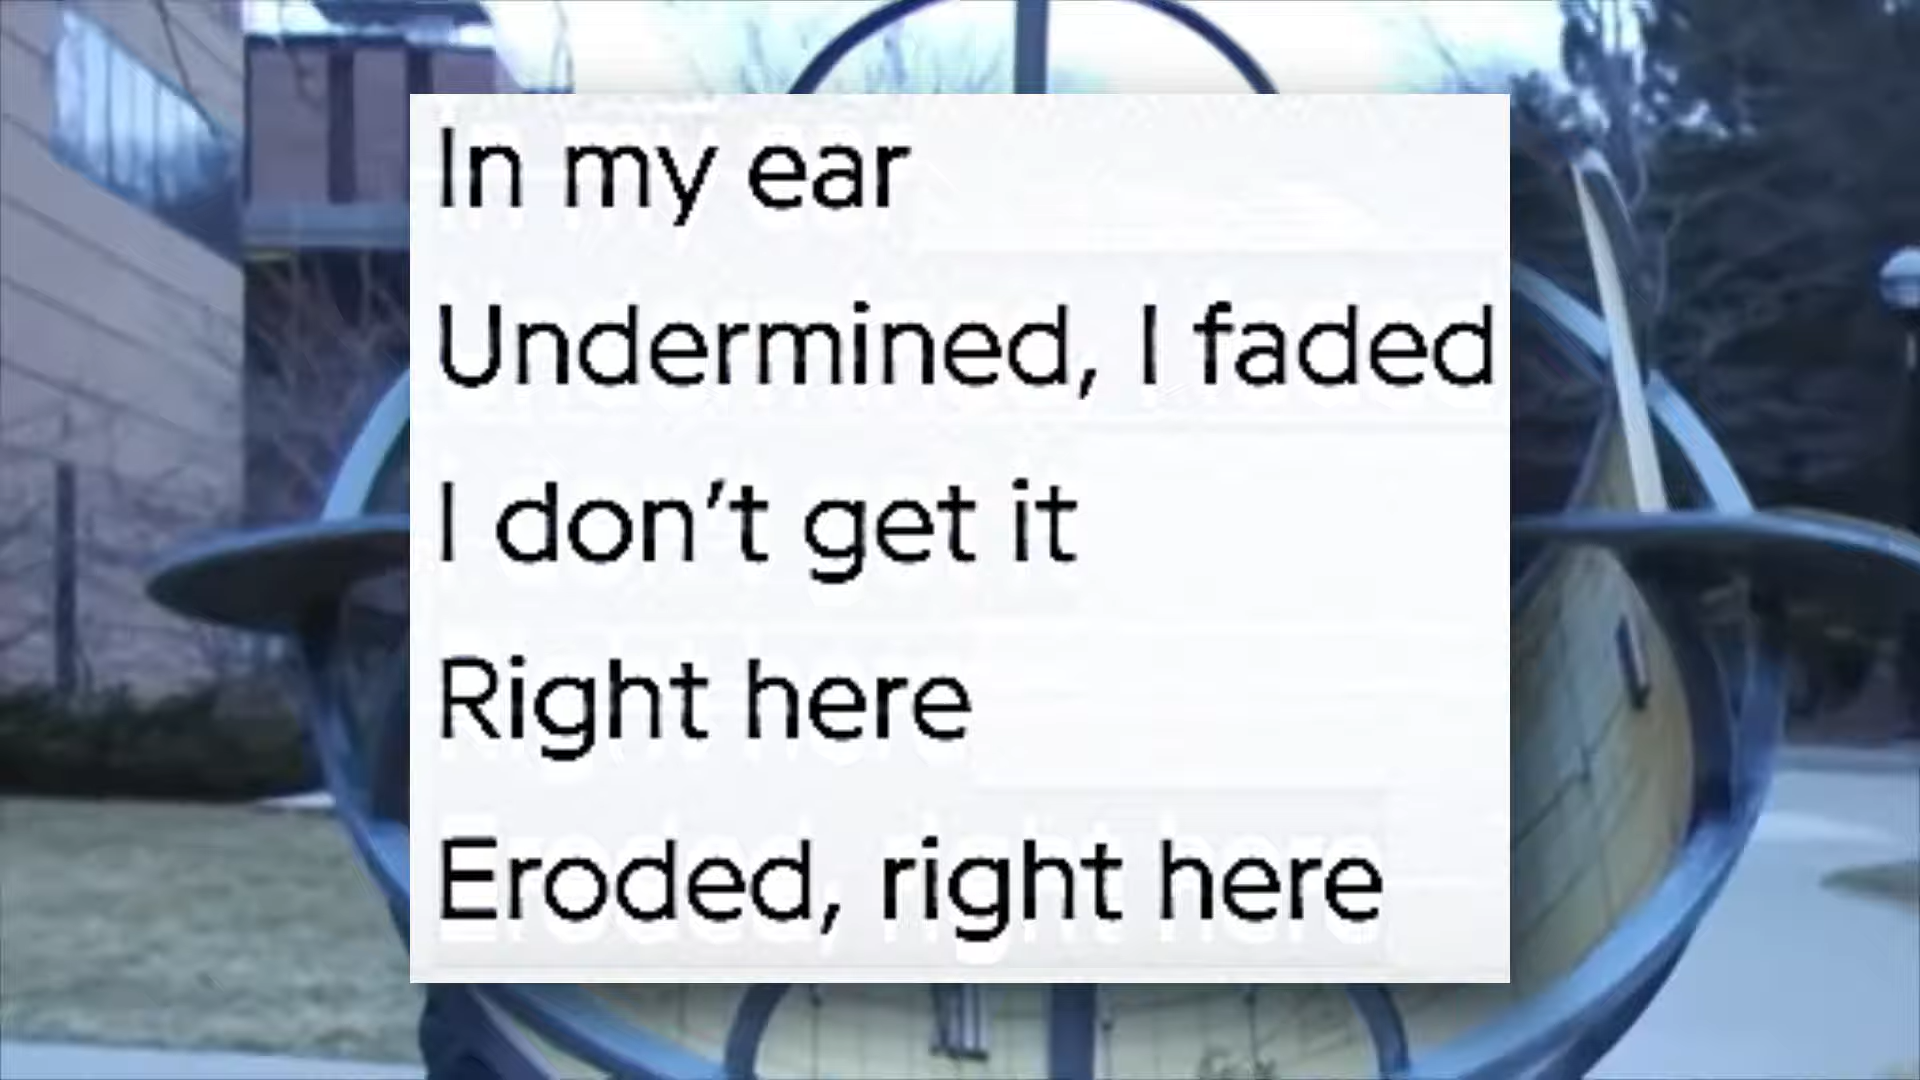 In my ear
Undermined, I faded
I don’t get it
Right here
Eroded, right here